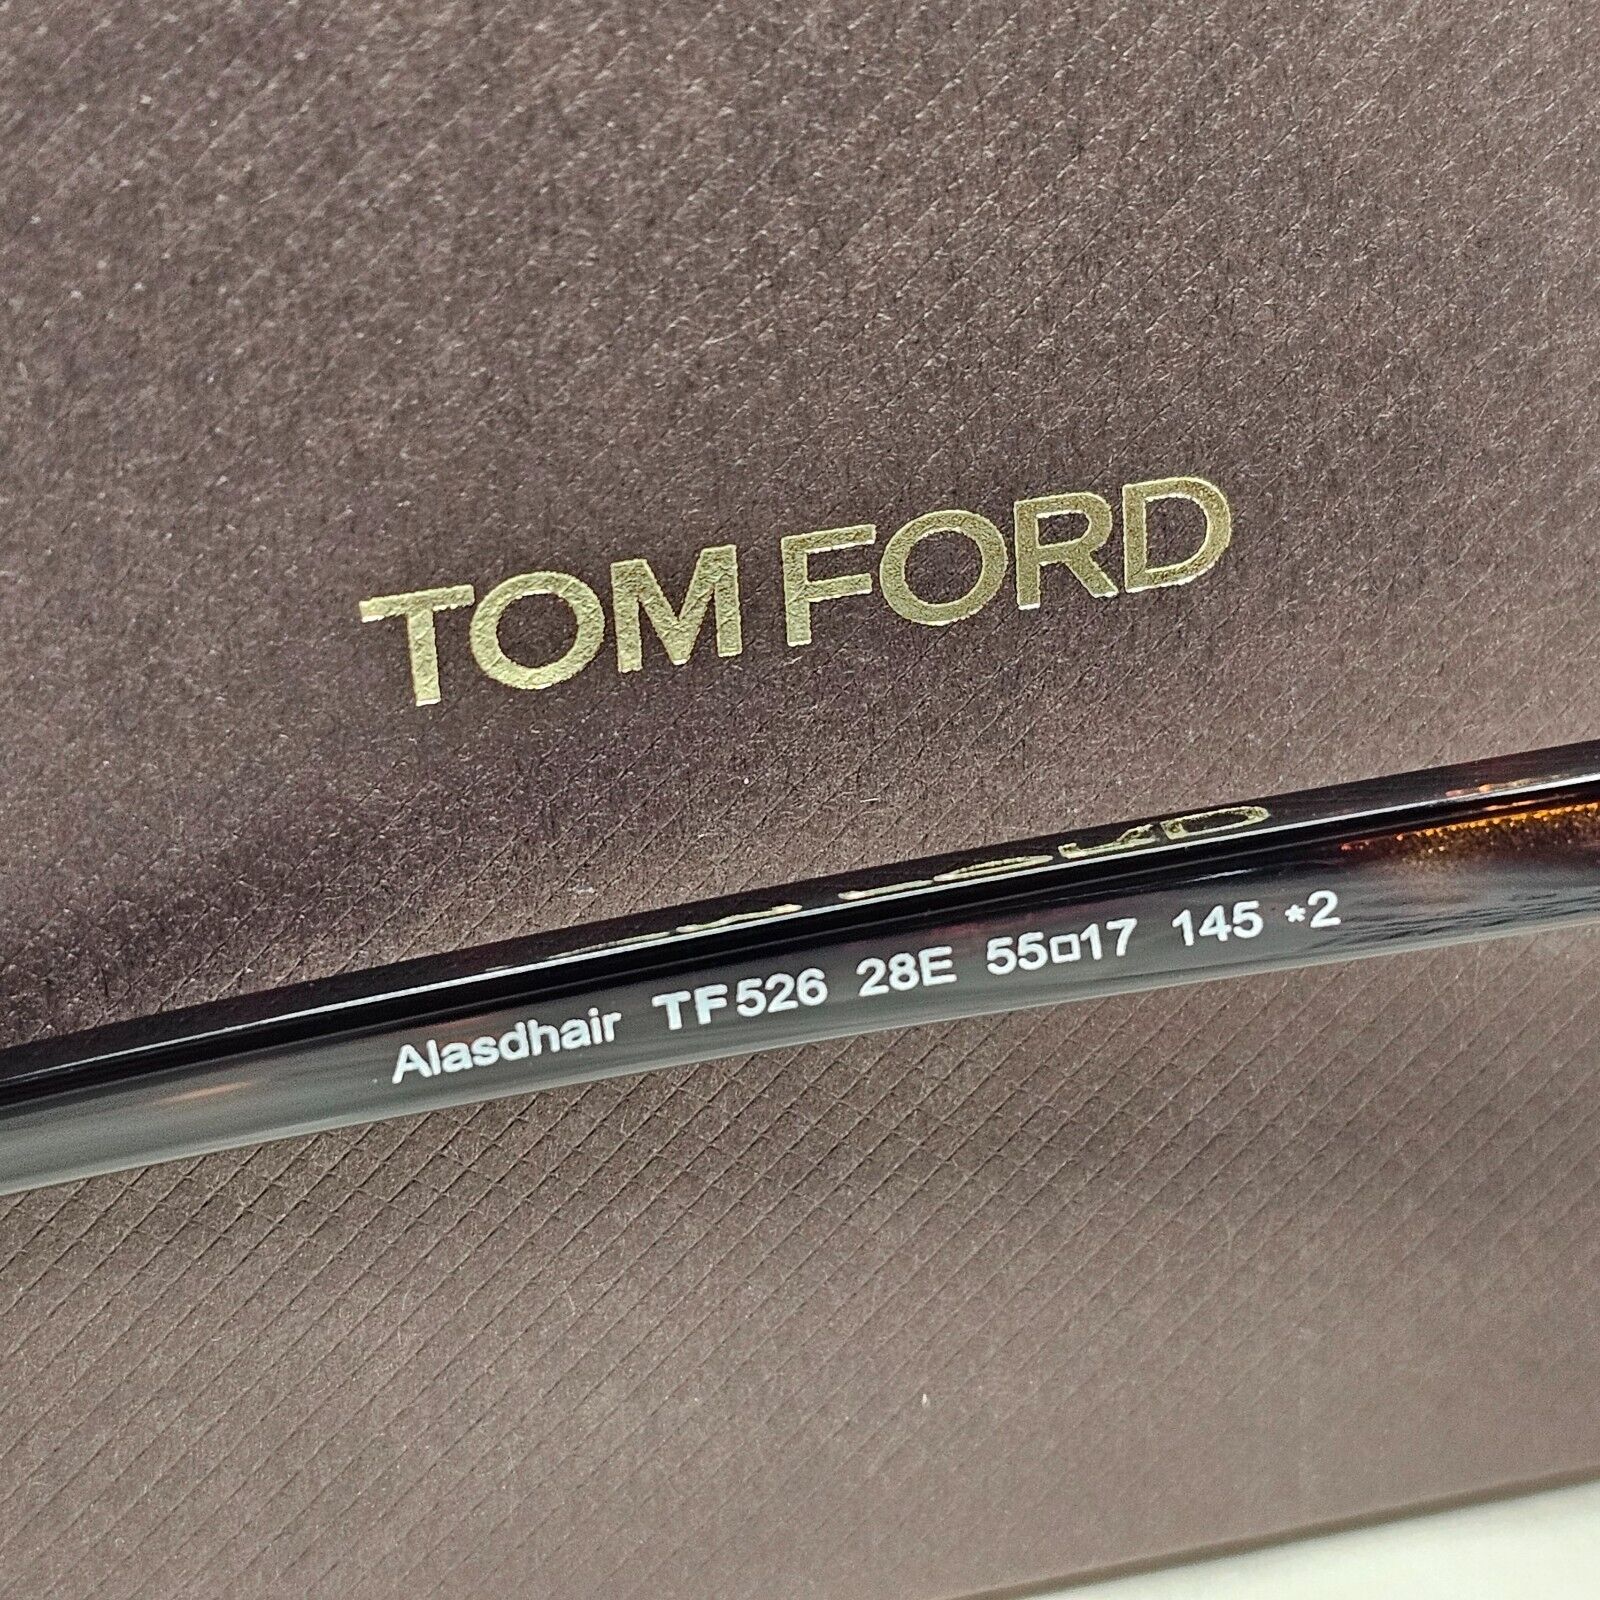 TOM FORD
Alasdhair TF526 28E 55□17 145 *2